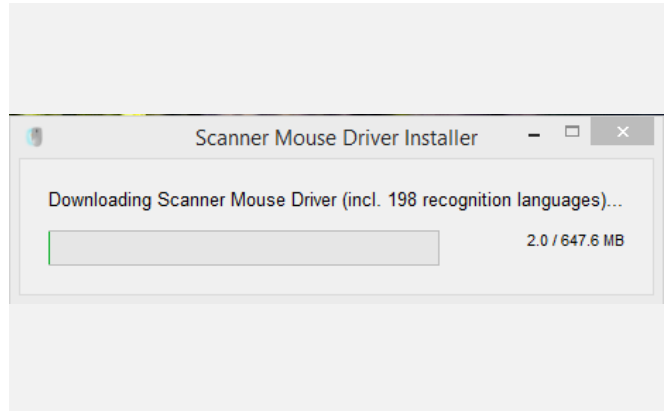 Scanner Mouse Driver Installer
Downloading Scanner Mouse Driver (incl. 198 recognition languages)...
2.0 / 647.6 MB